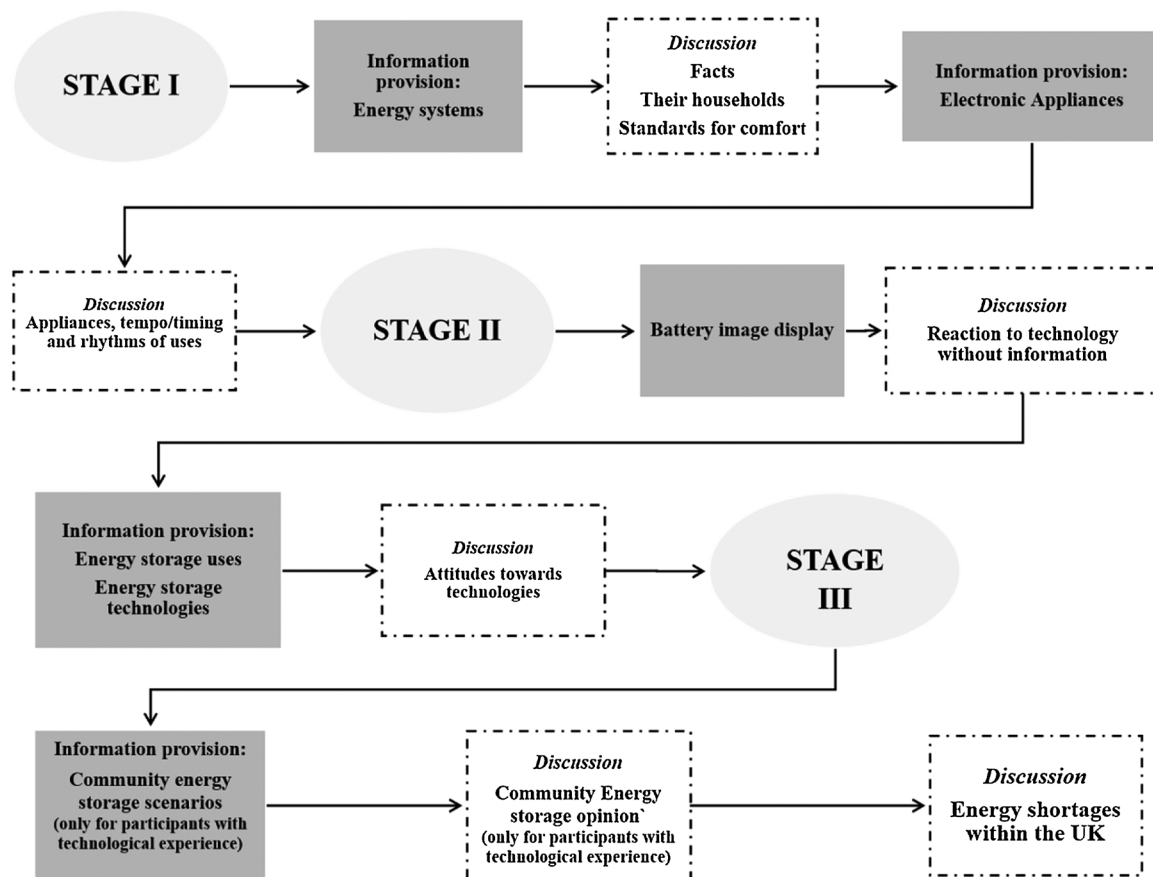 STAGE I
Information
provision:
Energy systems
Discussion
Facts
Their households
Standards for comfort
Information provision:
Electronic Appliances
Discussion
Appliances, tempo/timing
and rhythms of uses
STAGE II
Battery image display
Discussion
Reaction to technology
without information
Information provision:
Energy storage uses
Energy storage
technologies
Discussion
Attitudes towards
technologies
STAGE
III
Information provision:
Community energy
storage scenarios
(only for participants with
technological experience)
Discussion
Community Energy
storage opinion`
(only for participants with
technological experience)
Discussion
Energy shortages
within the UK